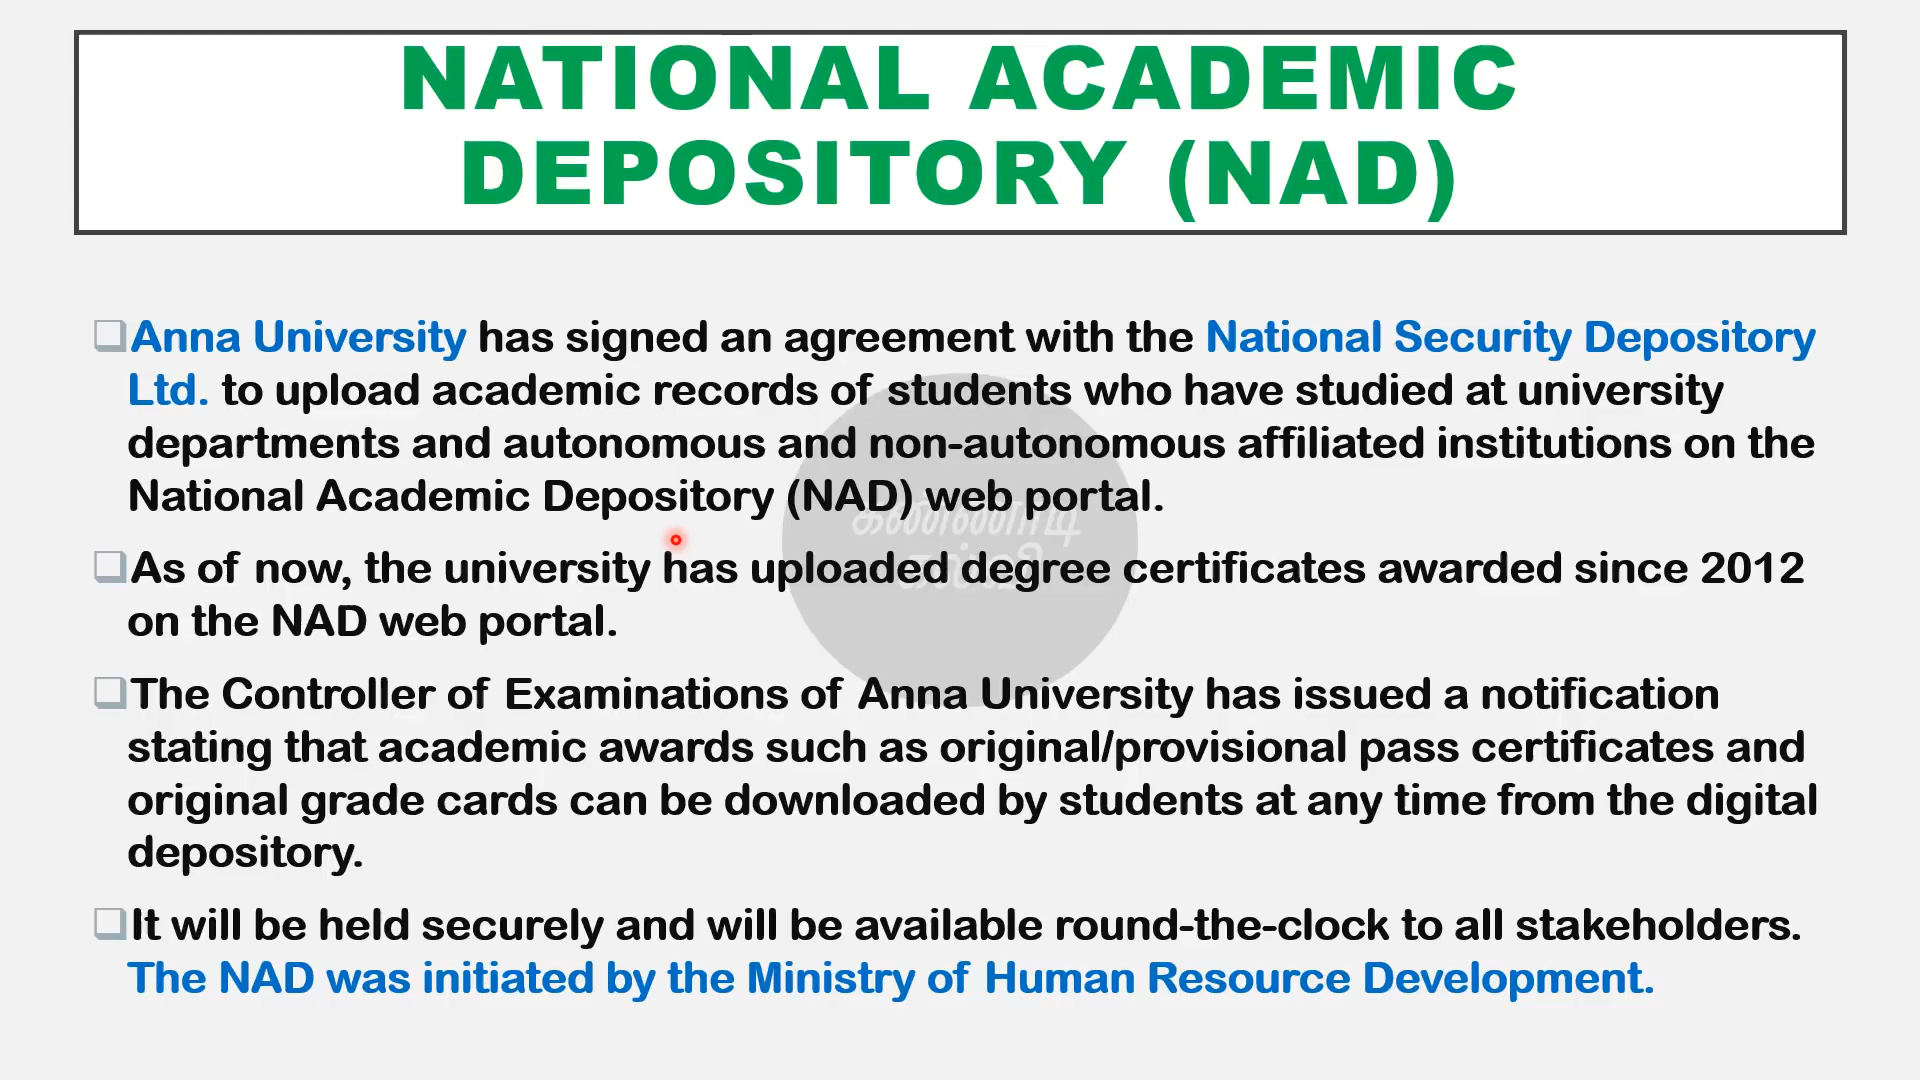 NATIONAL ACADEMIC
DEPOSITORY (NAD)
Anna University has signed an agreement with the National Security Depository
Ltd. to upload academic records of students who have studied at university
departments and autonomous and non-autonomous affiliated institutions on the
National Academic Depository (NAD) web portal.
As of now, the university has uploaded degree certificates awarded since 2012
on the NAD web portal.
The Controller of Examinations of Anna University has issued a notification
stating that academic awards such as original/provisional pass certificates and
original grade cards can be downloaded by students at any time from the digital
depository.
It will be held securely and will be available round-the-clock to all stakeholders.
The NAD was initiated by the Ministry of Human Resource Development.